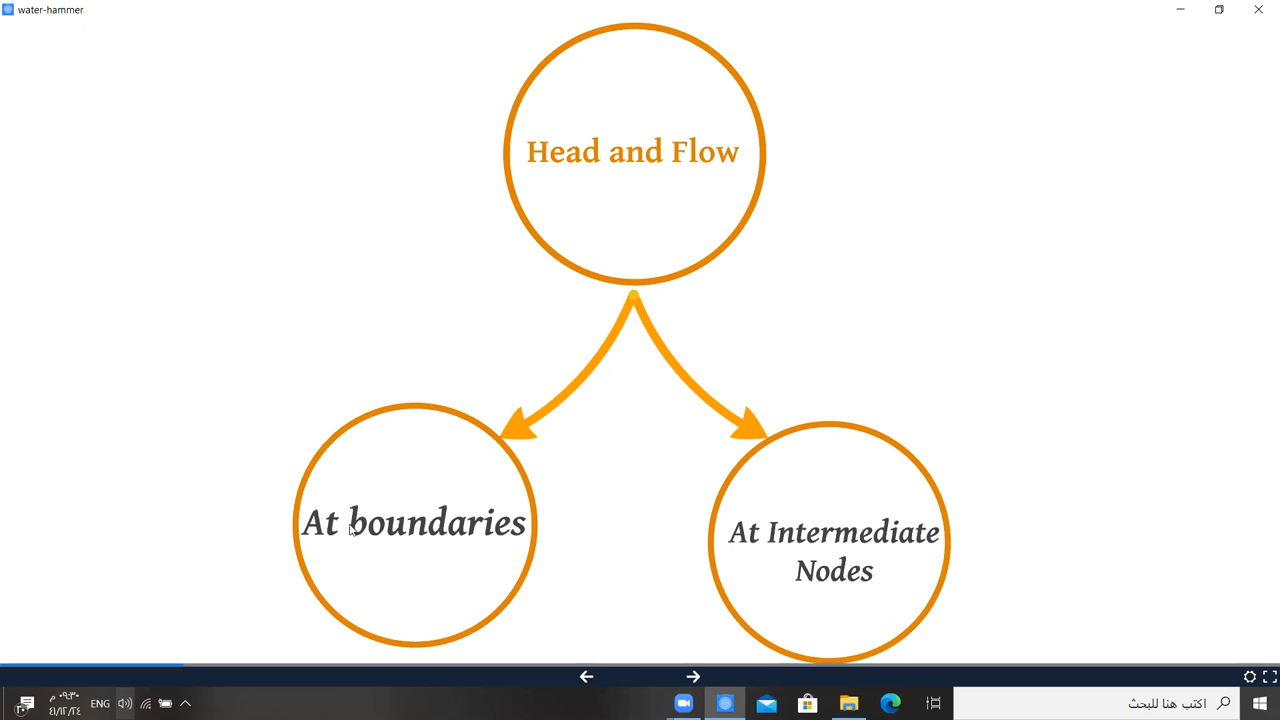 water-hammer
Head and Flow
At boundaries
At Intermediate
Nodes
ENG
اكتب هنا للبحث